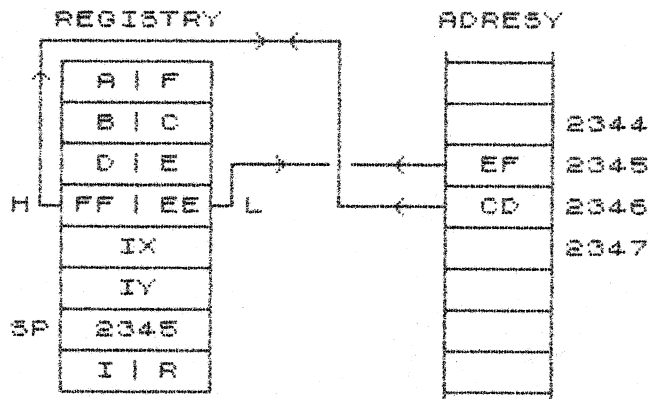 REGISTRY ADRESY
A | F
B | C 2344
D | E EF 2345
H FF | EE L CD 2346
IX 2347
IY
SP 2345
I | R